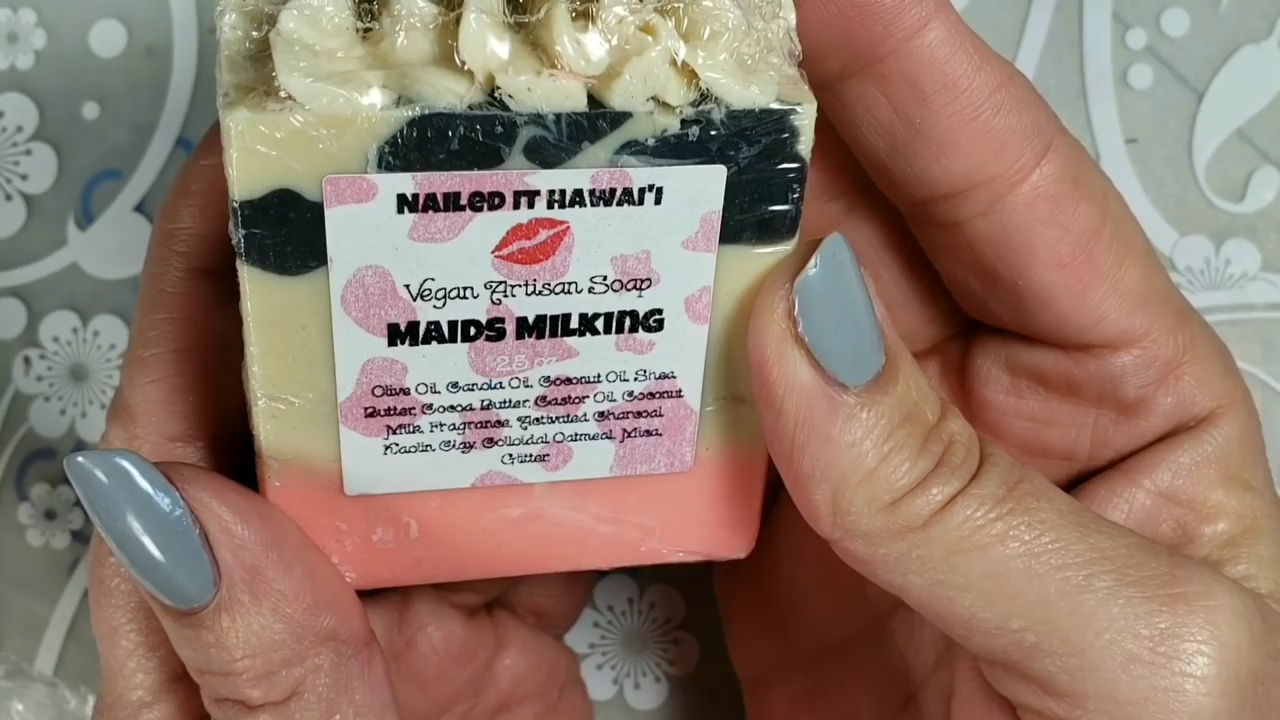 NAILED IT HAWAI'I
Vegan Artisan Soap
MAIDS MILKING
Olive Oil, Canola Oil, Coconut Oil, Shea
Butter, Cocoa Butter, Castor Oil, Coconut
Milk, Fragrance, Activated Charcoal
Kaolin Clay, Colloidal Oatmeal, Mica,
Glitter